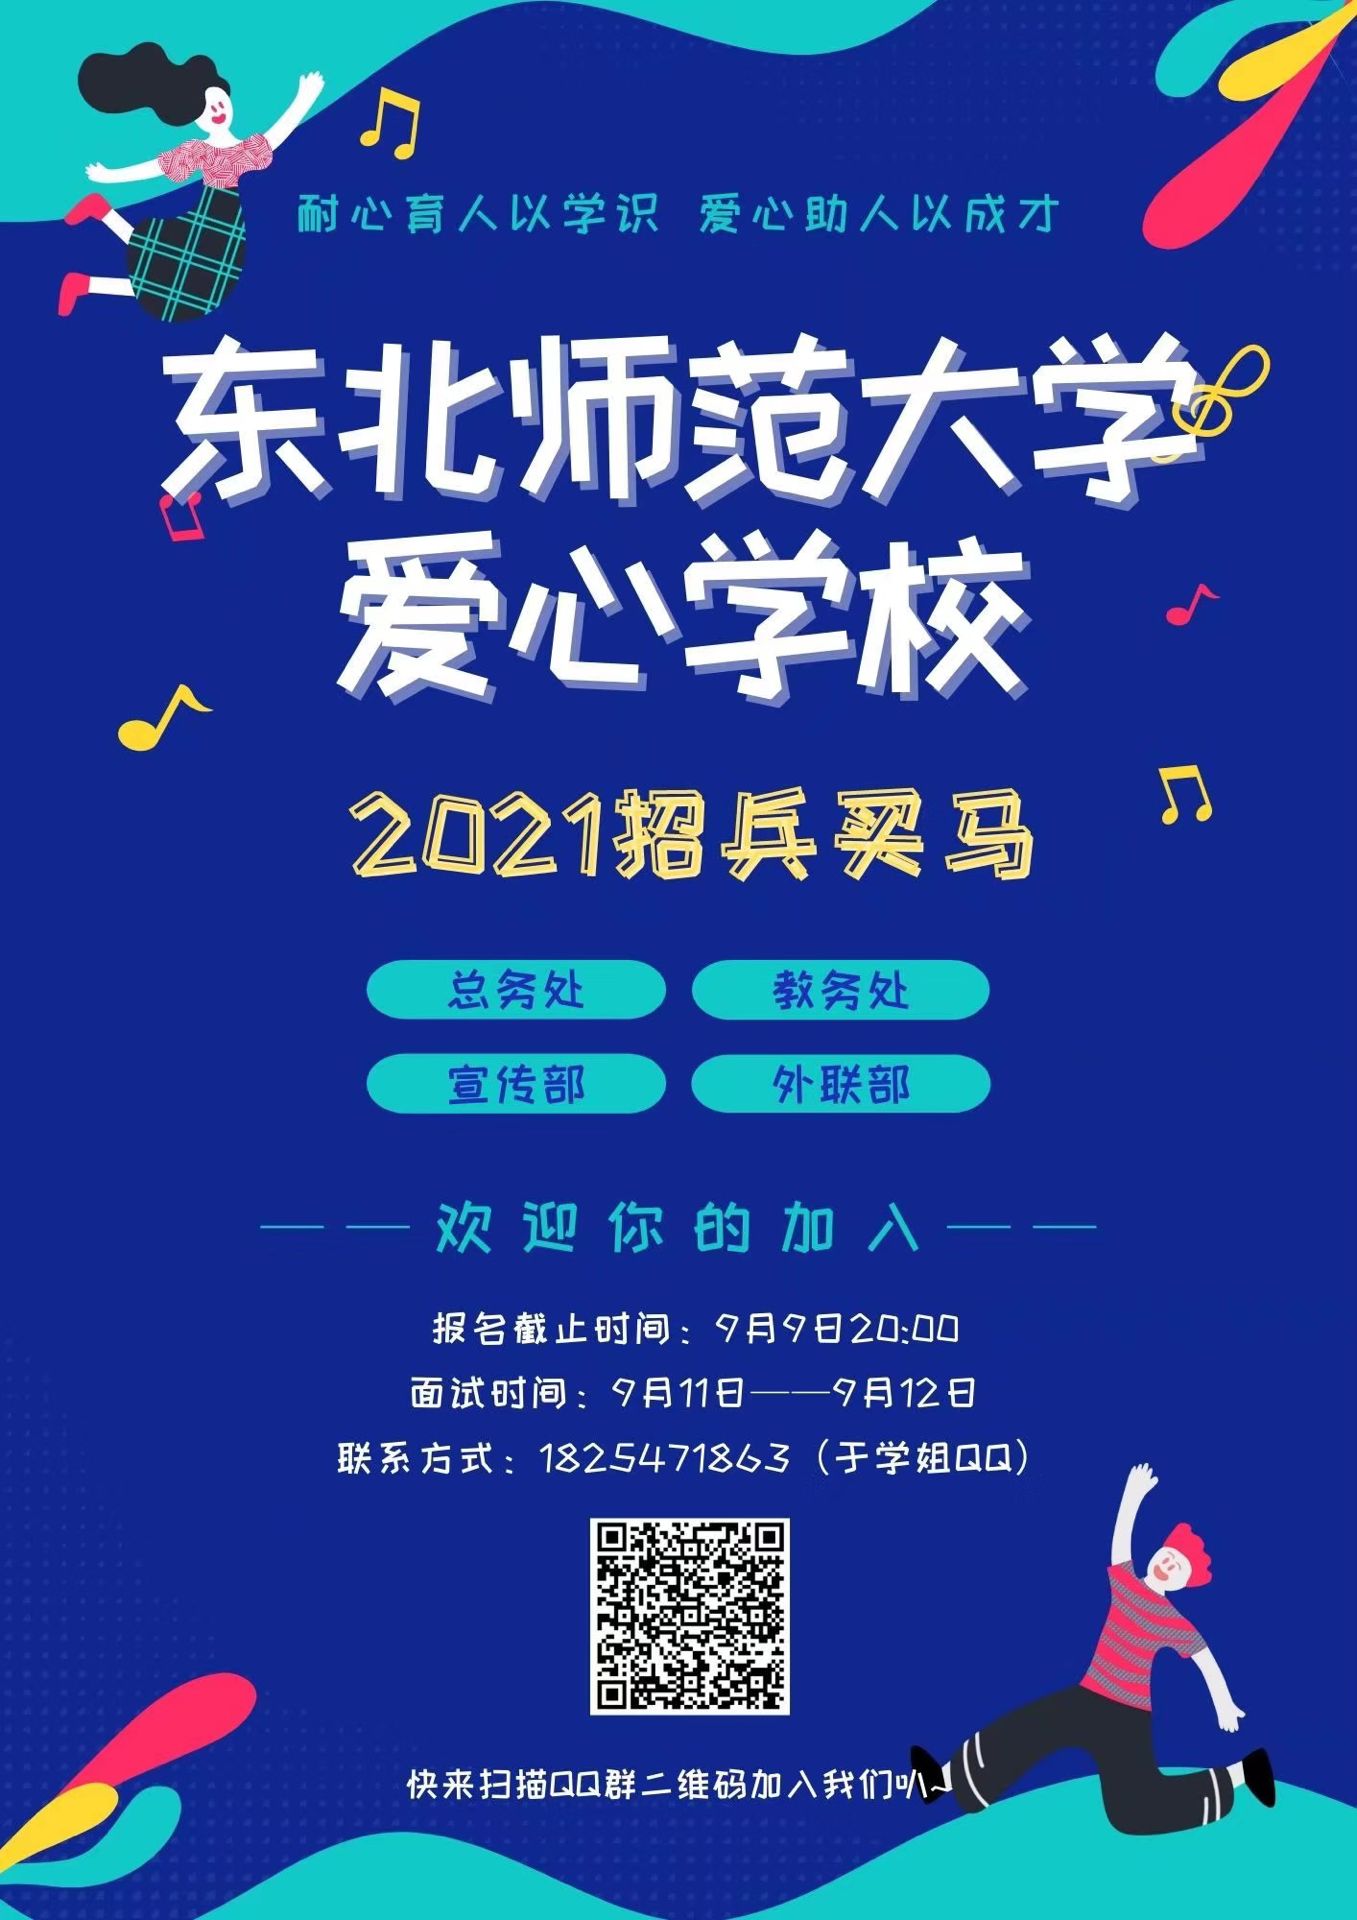 耐心育人以学识 爱心助人以成才
东北师范大学
爱心学校
2021招兵买马
总务处 教务处
宣传部 外联部
—— ——欢迎你的加入—— ——
报名截止时间：9月9日20:00
面试时间：9月11日——9月12日
联系方式：1825471863（于学姐QQ）
快来扫描QQ群二维码加入我们叭~